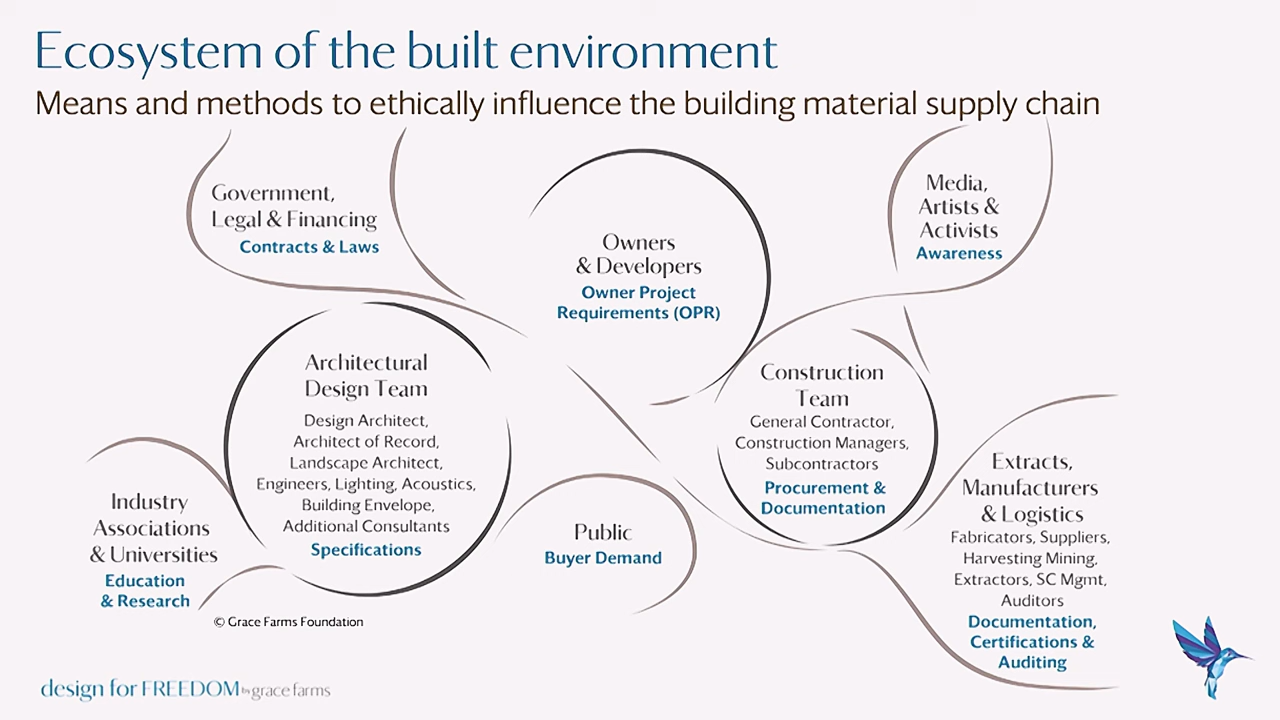 Ecosystem of the built environment
Means and methods to ethically influence the building material supply chain
Government,
Legal & Financing
Contracts & Laws
Owners
& Developers
Owner Project
Requirements (OPR)
Media,
Artists &
Activists
Awareness
Architectural
Design Team
Design Architect,
Architect of Record,
Landscape Architect,
Engineers, Lighting, Acoustics,
Building Envelope,
Additional Consultants
Specifications
Construction
Team
General Contractor,
Construction Managers,
Subcontractors
Procurement &
Documentation
Industry
Associations
& Universities
Education
& Research
Public
Buyer Demand
Extracts,
Manufacturers
& Logistics
Fabricators, Suppliers,
Harvesting Mining,
Extractors, SC Mgmt,
Auditors
Documentation,
Certifications &
Auditing
© Grace Farms Foundation
design for FREEDOM by grace farms